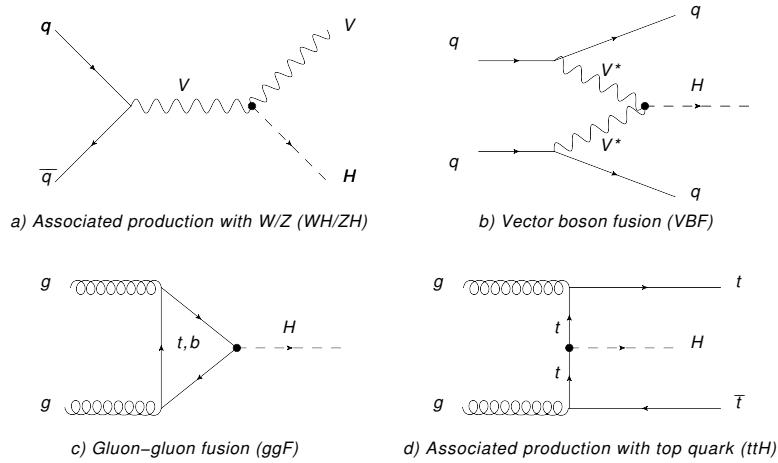 q
V
V
q̅
H
a) Associated production with W/Z (WH/ZH)
q
q
V*
H
V*
q
q
b) Vector boson fusion (VBF)
g
H
t,b
g
c) Gluon–gluon fusion (ggF)
g
t
t
H
t
g
t̅
d) Associated production with top quark (ttH)